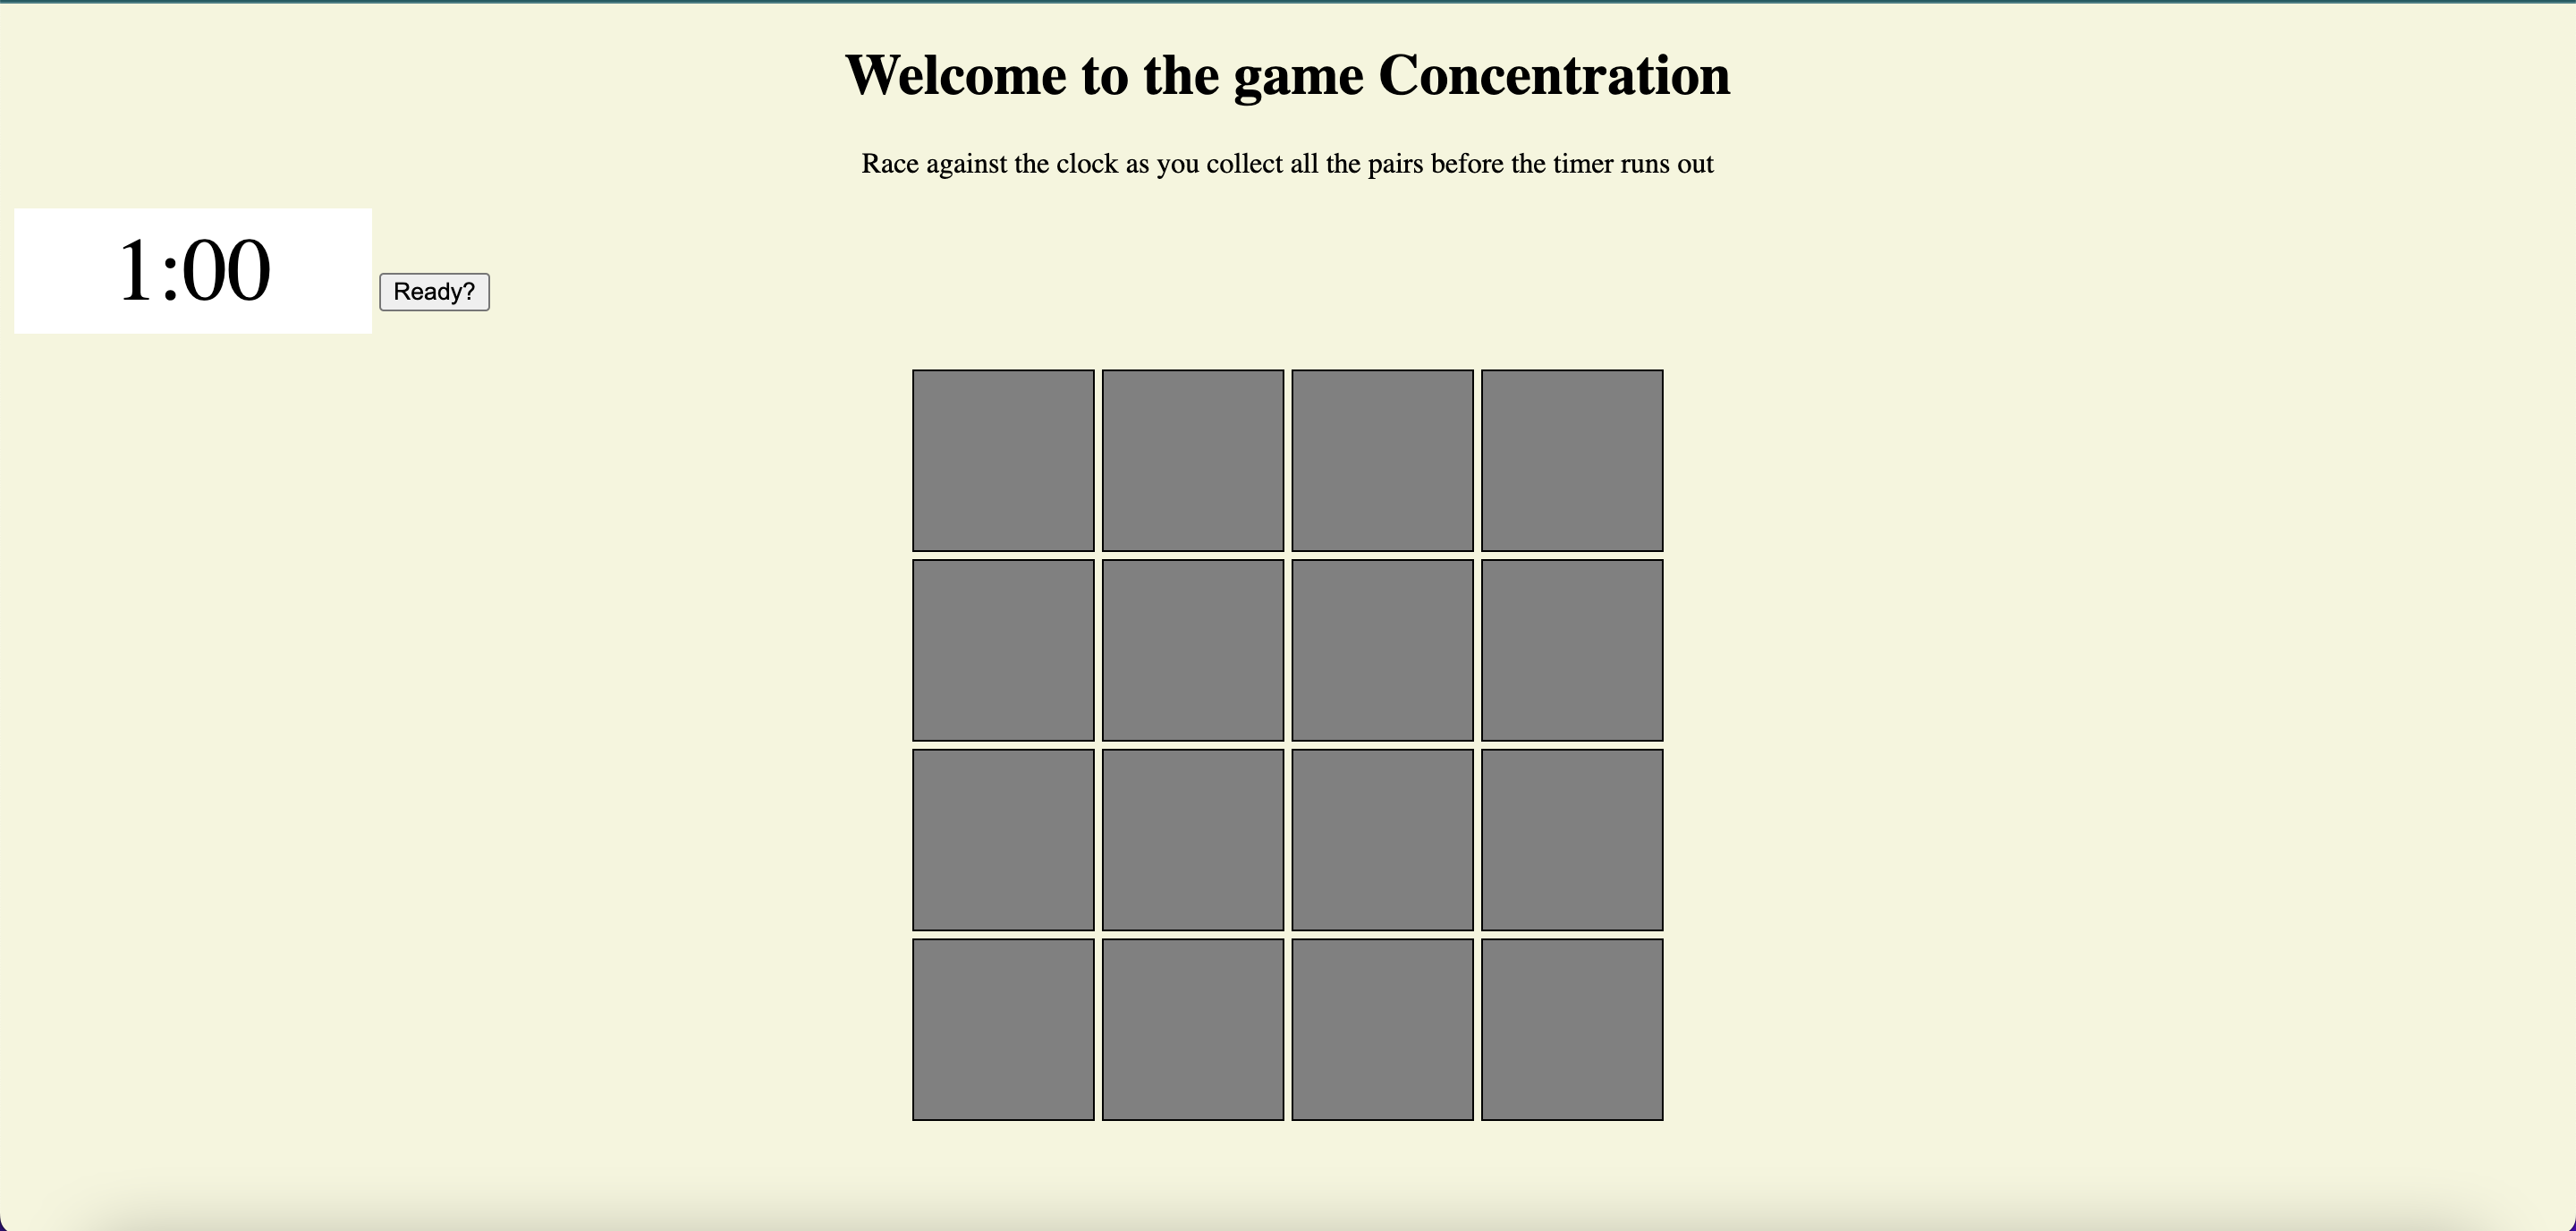 Welcome to the game Concentration
Race against the clock as you collect all the pairs before the timer runs out
1:00
Ready?